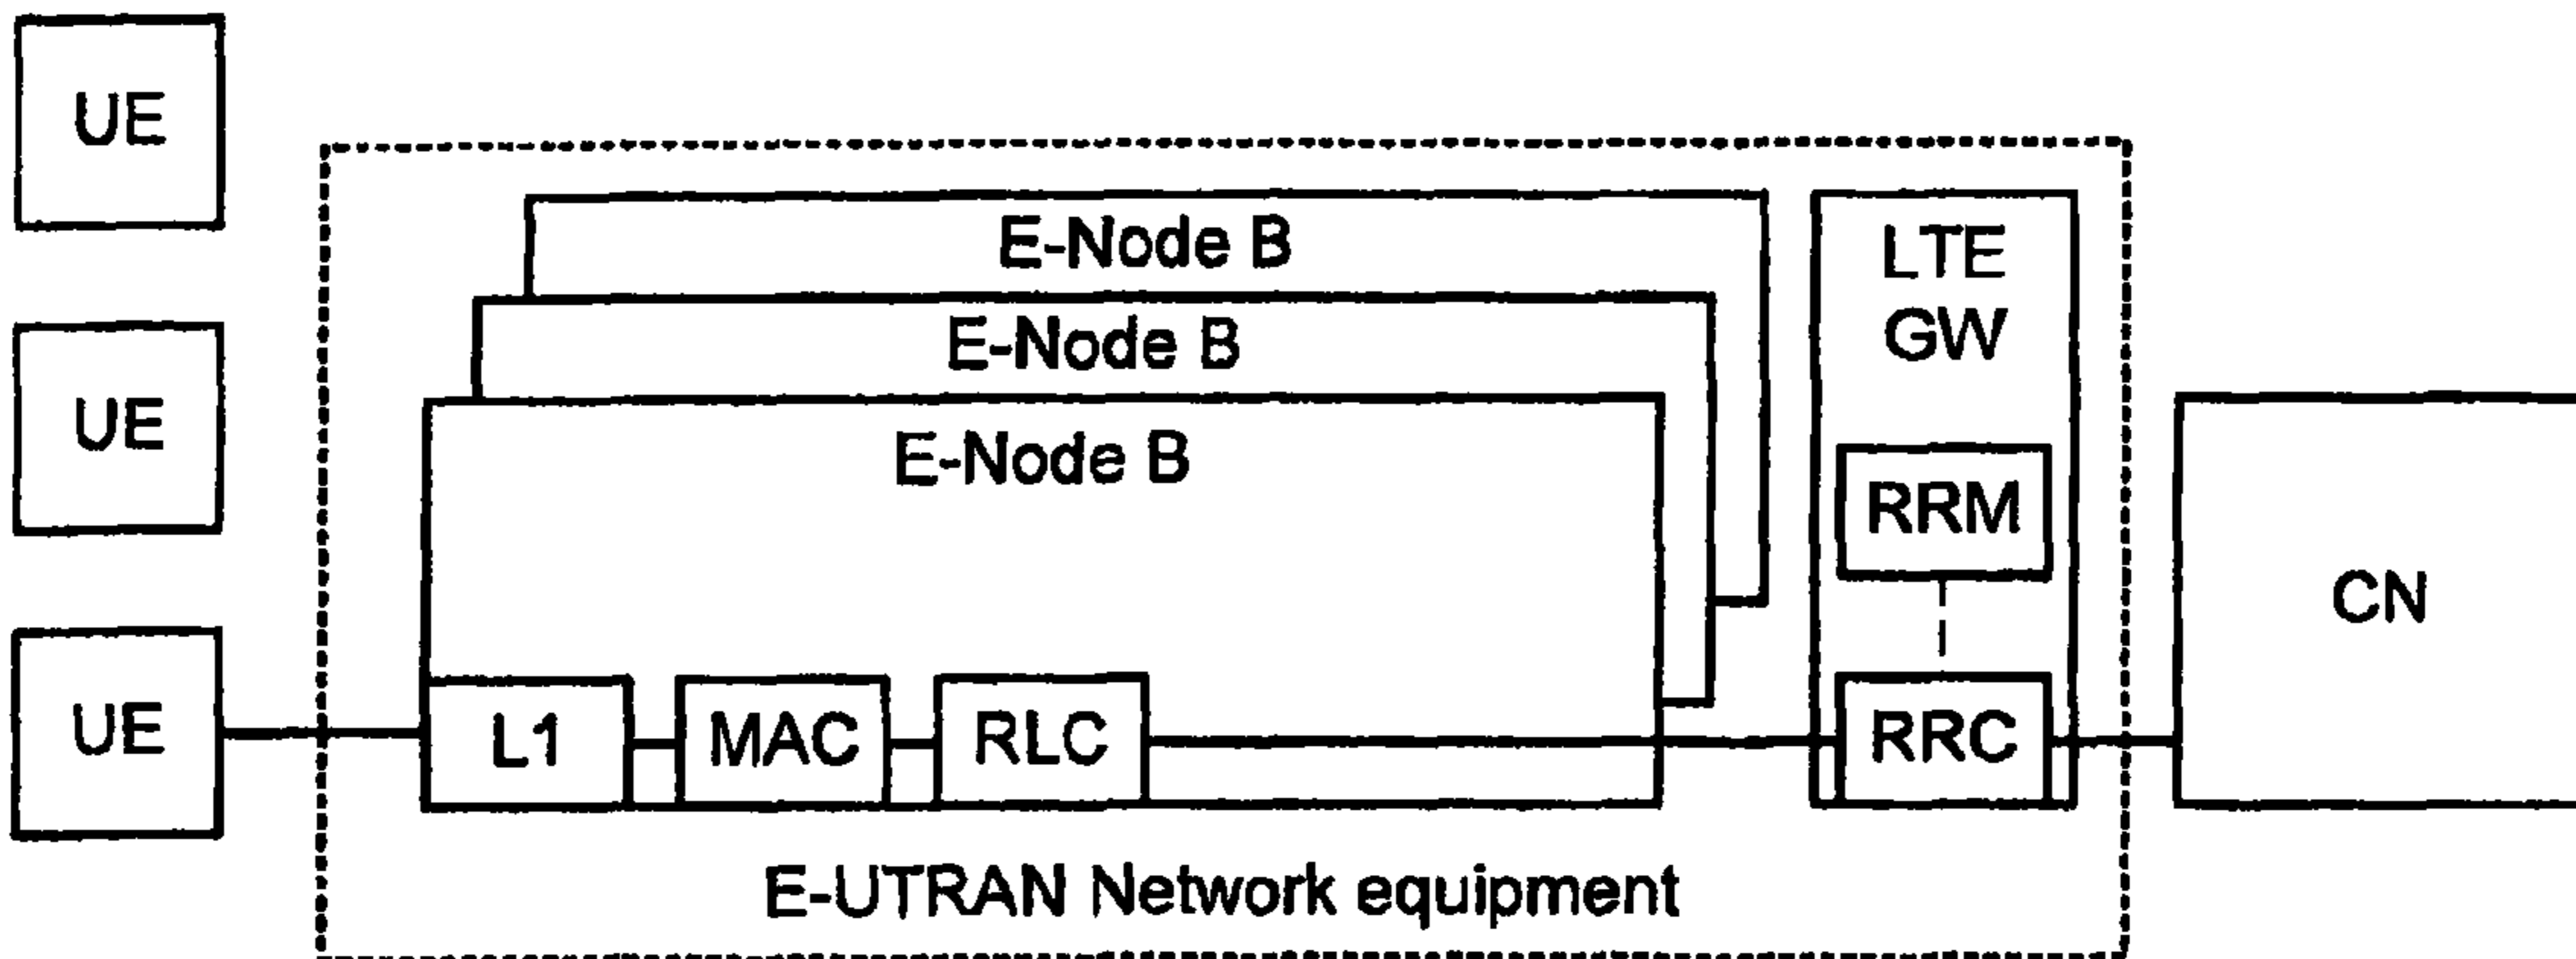 UE
UE
UE
E-Node B
E-Node B
E-Node B
L1
MAC
RLC
LTE
GW
RRM
RRC
CN
E-UTRAN Network equipment